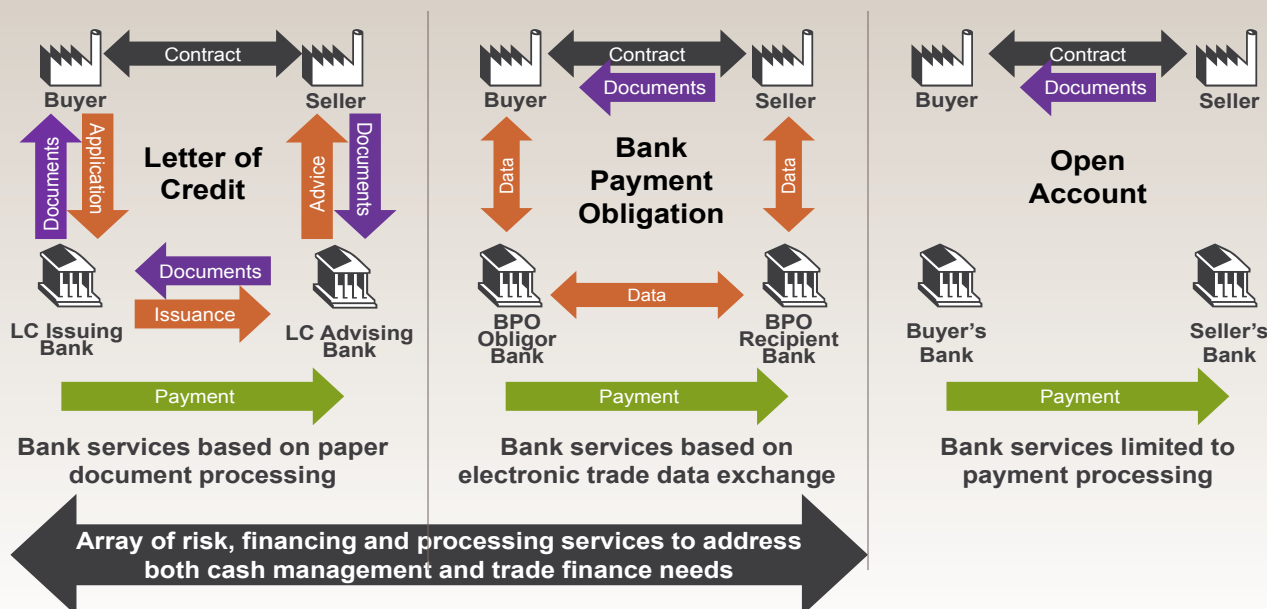 Contract
Buyer
Seller
Documents
Application
Letter of
Credit
Advice
Documents
Documents
Issuance
LC Issuing
Bank
LC Advising
Bank
Payment
Bank services based on paper
document processing
Contract
Documents
Buyer
Seller
Data
Bank
Payment
Obligation
Data
Data
BPO
Obligor
Bank
BPO
Recipient
Bank
Payment
Bank services based on
electronic trade data exchange
Contract
Documents
Buyer
Seller
Open
Account
Buyer's
Bank
Seller's
Bank
Payment
Bank services limited to
payment processing
Array of risk, financing and processing services to address
both cash management and trade finance needs